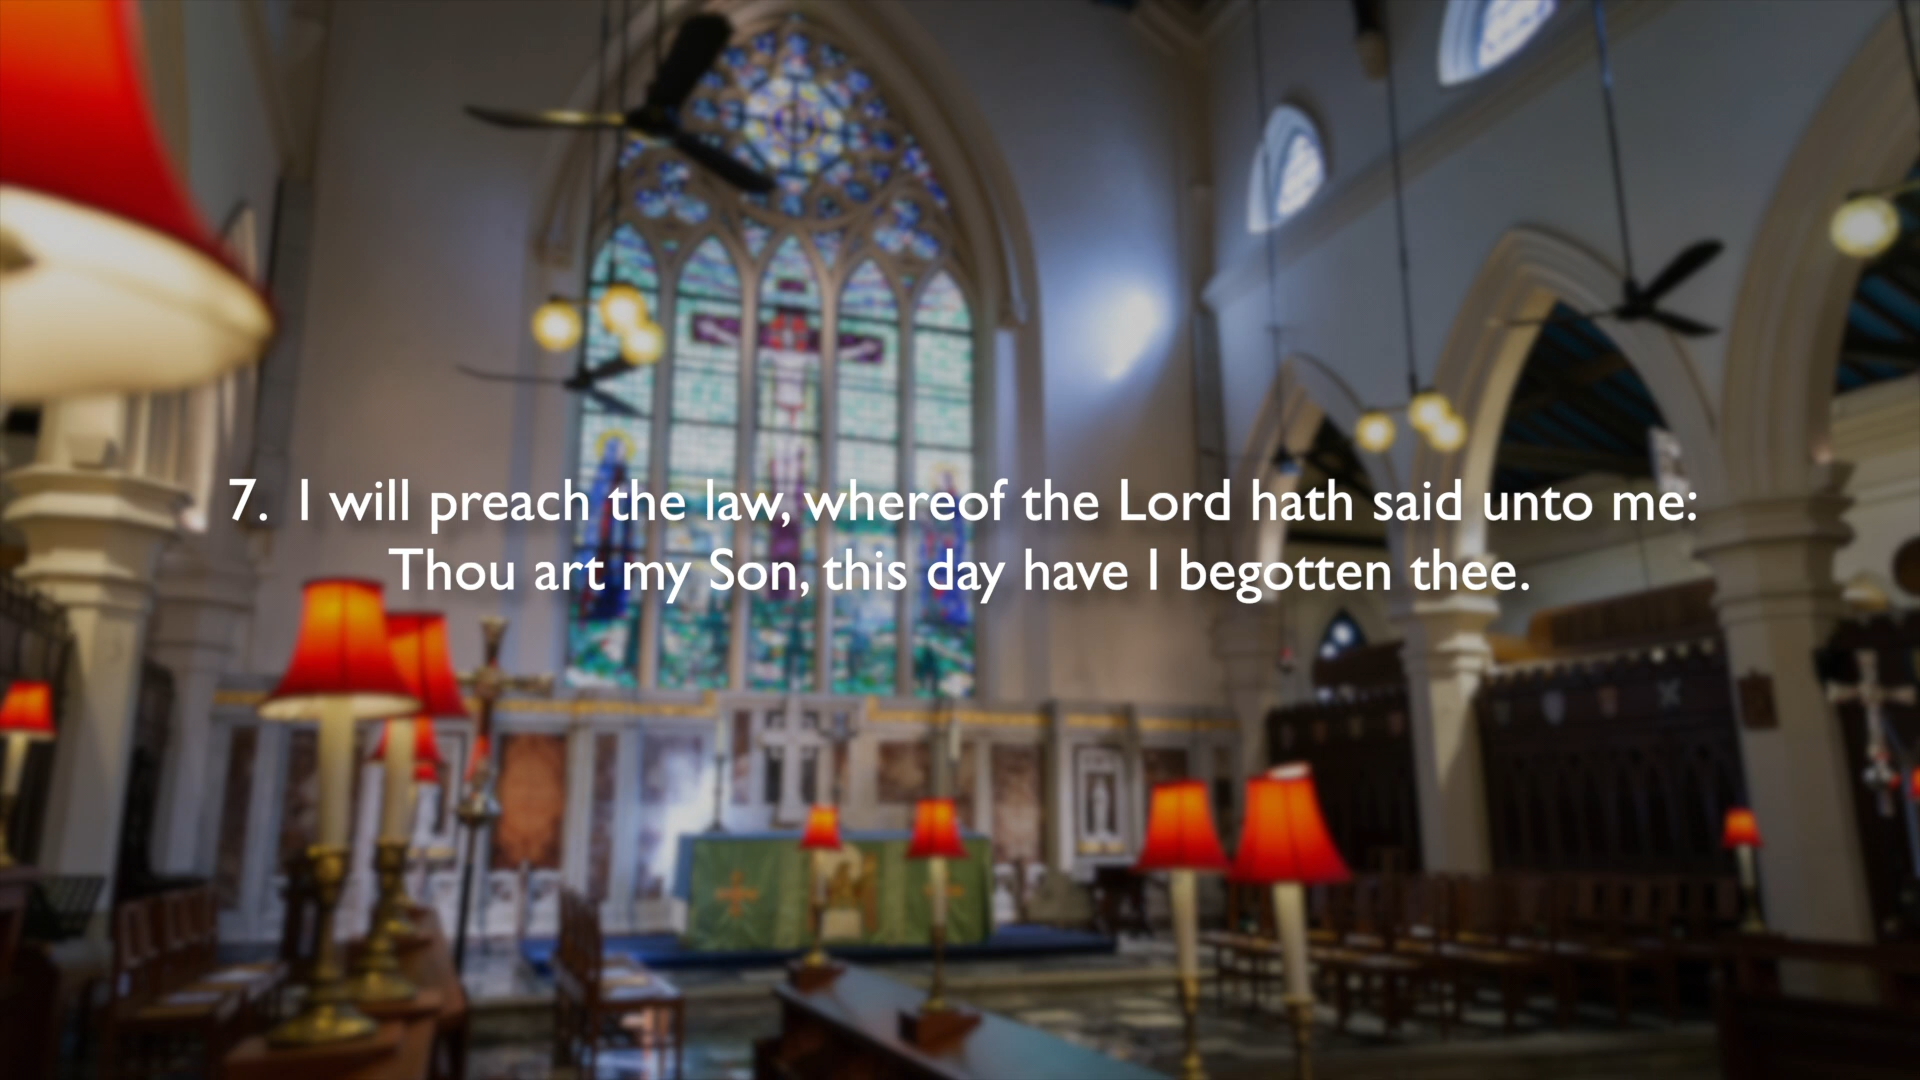 7. I will preach the law, whereof the Lord hath said unto me:
Thou art my Son, this day have I begotten thee.